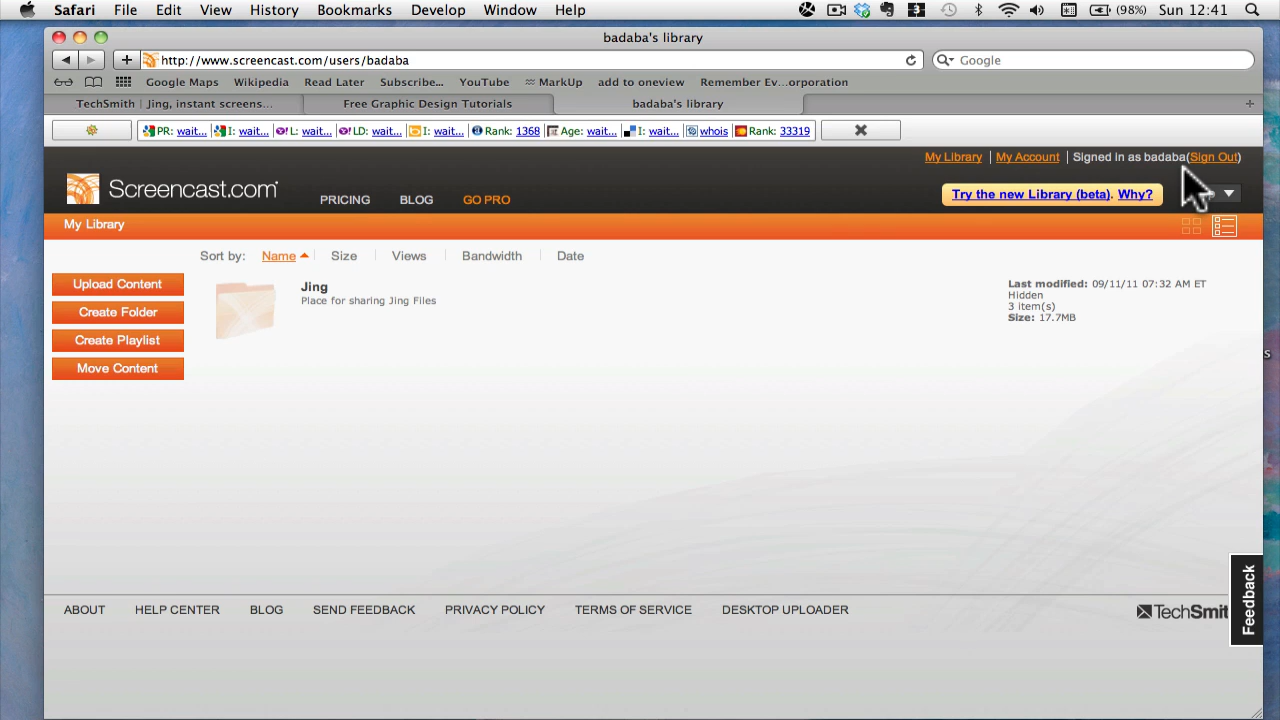 Safari File Edit View History Bookmarks Develop Window Help 3 (98%) Sun 12:41
badaba's library
http://www.screencast.com/users/badaba Google
Google Maps Wikipedia Read Later Subscribe... YouTube ≈ MarkUp add to oneview Remember Ev...orporation
TechSmith | Jing, instant screens... Free Graphic Design Tutorials badaba's library
PR: wait... I: wait... L: wait... LD: wait... I: wait... Rank: 1368 Age: wait... I: wait... whois Rank: 33319
My Library | My Account | Signed in as badaba(Sign Out)
Screencast.com PRICING BLOG GO PRO Try the new Library (beta). Why?
My Library
Sort by: Name Size Views Bandwidth Date
Upload Content
Create Folder
Create Playlist
Move Content
Jing
Place for sharing Jing Files
Last modified: 09/11/11 07:32 AM ET
Hidden
3 item(s)
Size: 17.7MB
Feedback
ABOUT HELP CENTER BLOG SEND FEEDBACK PRIVACY POLICY TERMS OF SERVICE DESKTOP UPLOADER TechSmit